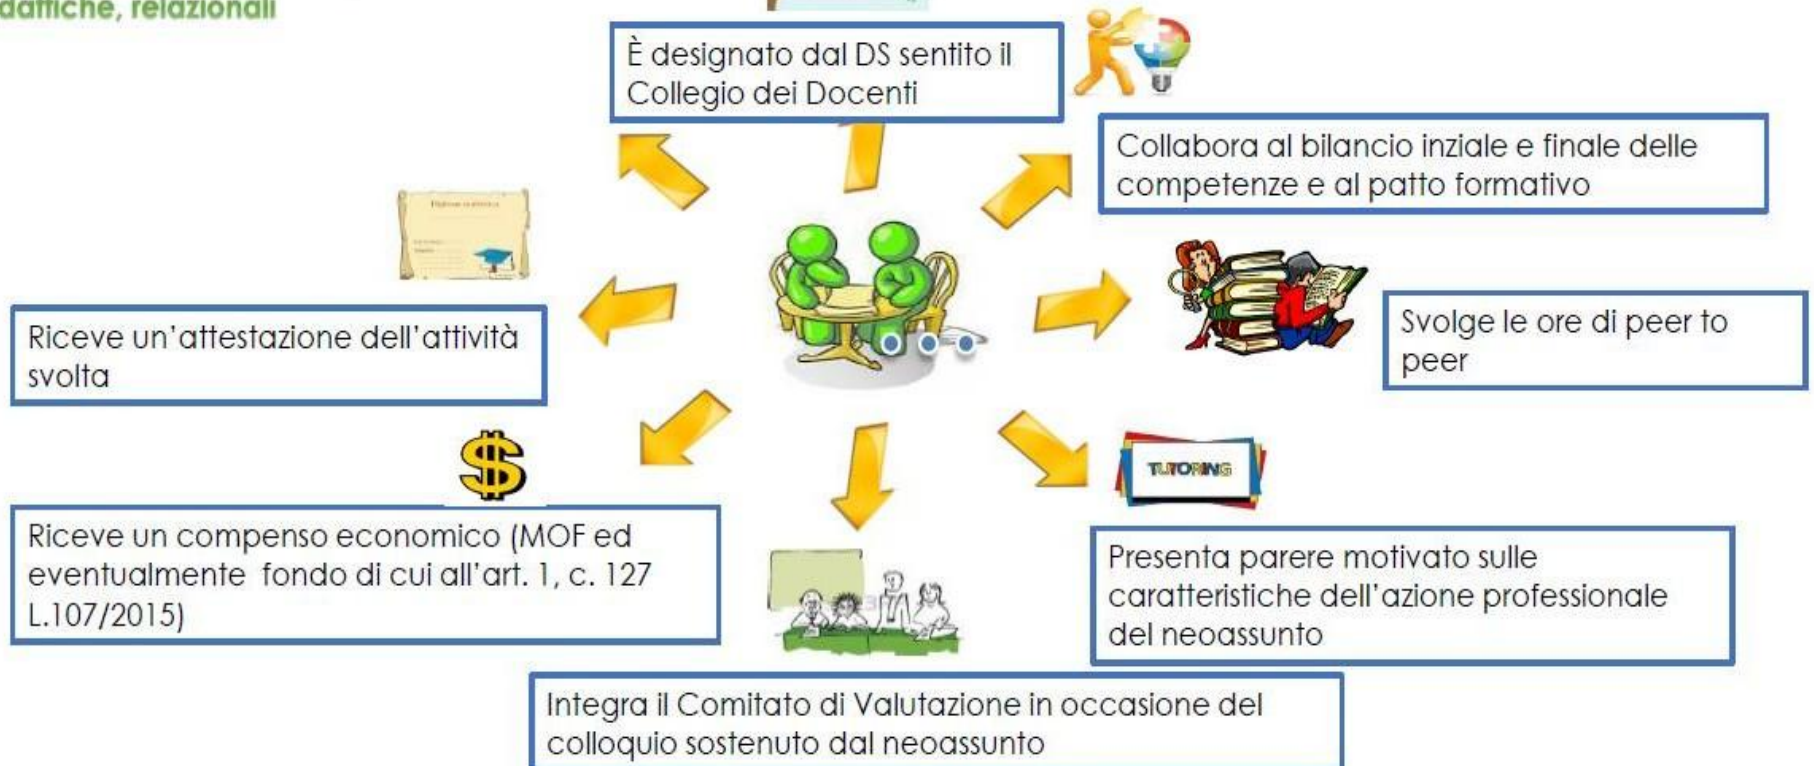 dattiche, relazionali
È designato dal DS sentito il
Collegio dei Docenti
Collabora al bilancio inziale e finale delle
competenze e al patto formativo
Svolge le ore di peer to
peer
Riceve un'attestazione dell'attività
svolta
TUTORING
Riceve un compenso economico (MOF ed
eventualmente fondo di cui all'art. 1, c. 127
L.107/2015)
Presenta parere motivato sulle
caratteristiche dell'azione professionale
del neoassunto
Integra il Comitato di Valutazione in occasione del
colloquio sostenuto dal neoassunto